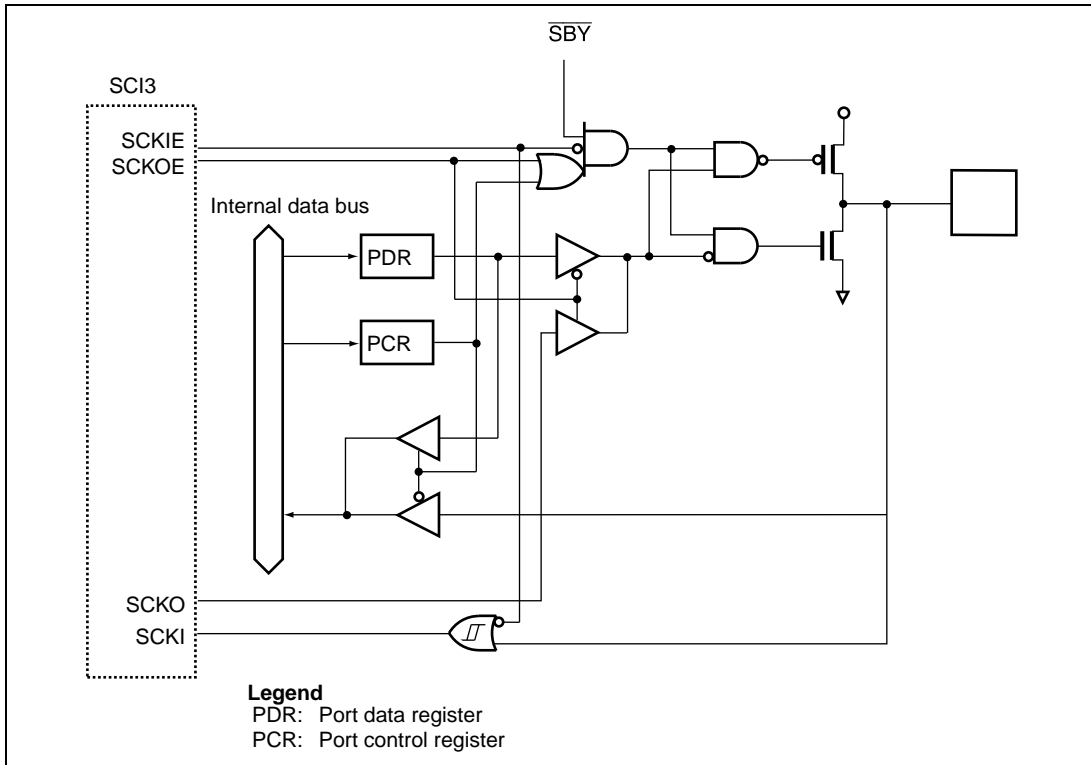 SBY
SCI3
SCKIE
SCKOE
Internal data bus
PDR
PCR
SCKO
SCKI
Legend
PDR: Port data register
PCR: Port control register